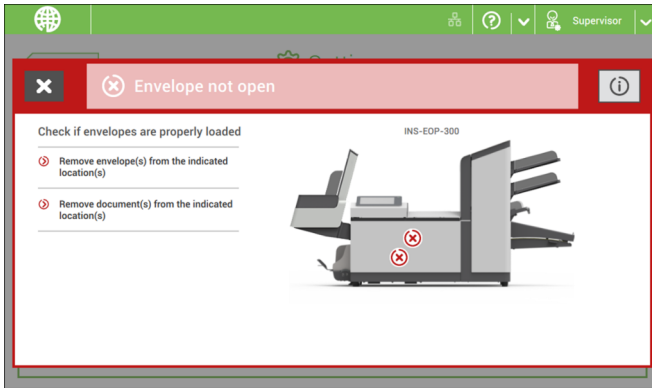 Supervisor
Envelope not open
Check if envelopes are properly loaded
INS-EOP-300
Remove envelope(s) from the indicated
location(s)
Remove document(s) from the indicated
location(s)